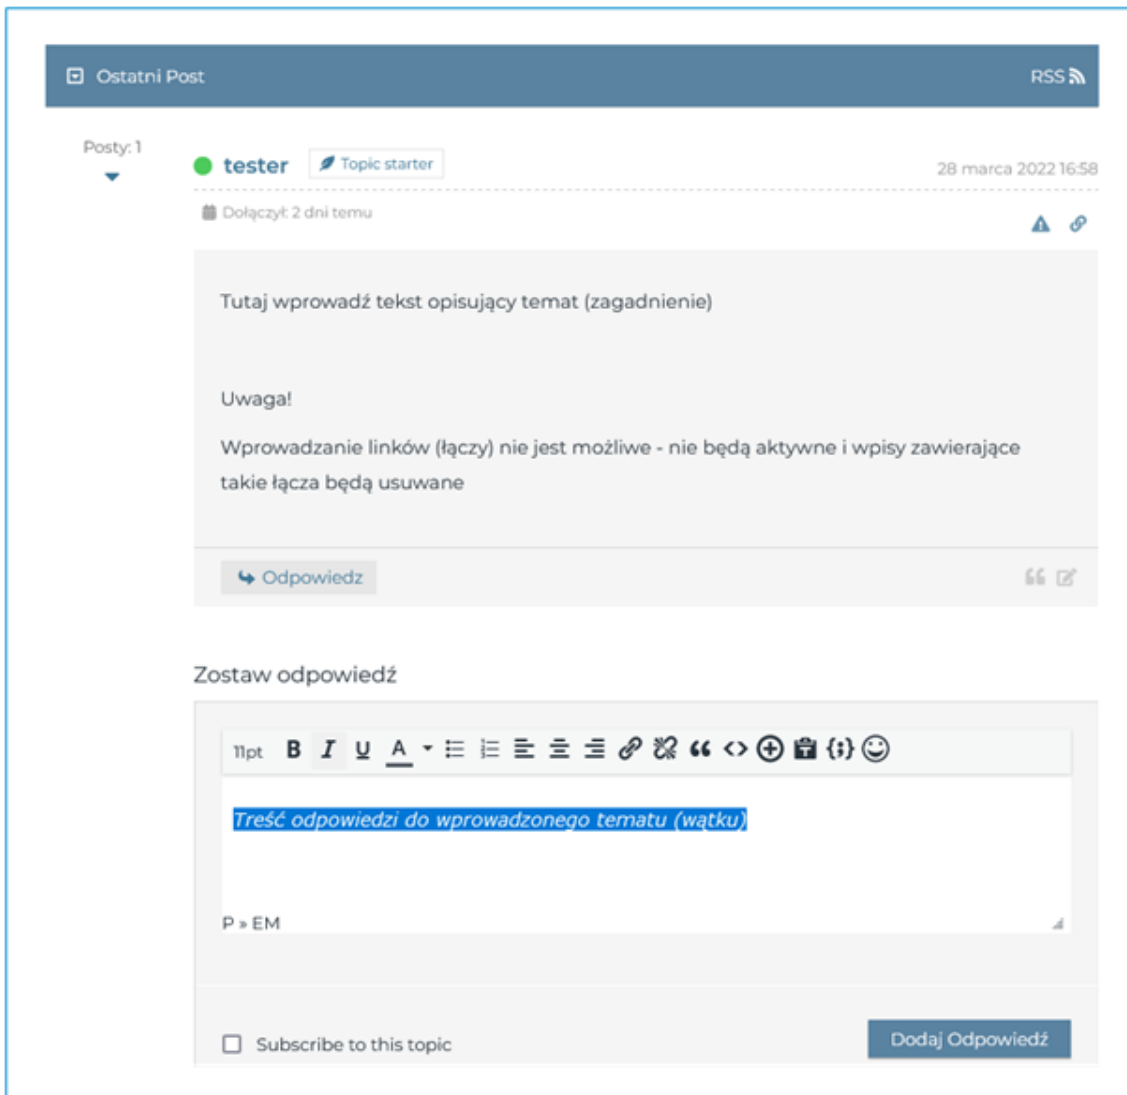 Ostatni Post RSS
Posty: 1
tester Topic starter 28 marca 2022 16:58
Dołączył: 2 dni temu
Tutaj wprowadź tekst opisujący temat (zagadnienie)
Uwaga!
Wprowadzanie linków (łączy) nie jest możliwe - nie będą aktywne i wpisy zawierające
takie łącza będą usuwane
Odpowiedz
Zostaw odpowiedź
11pt B I U A
Treść odpowiedzi do wprowadzonego tematu (wątku)
P » EM
Subscribe to this topic Dodaj Odpowiedź